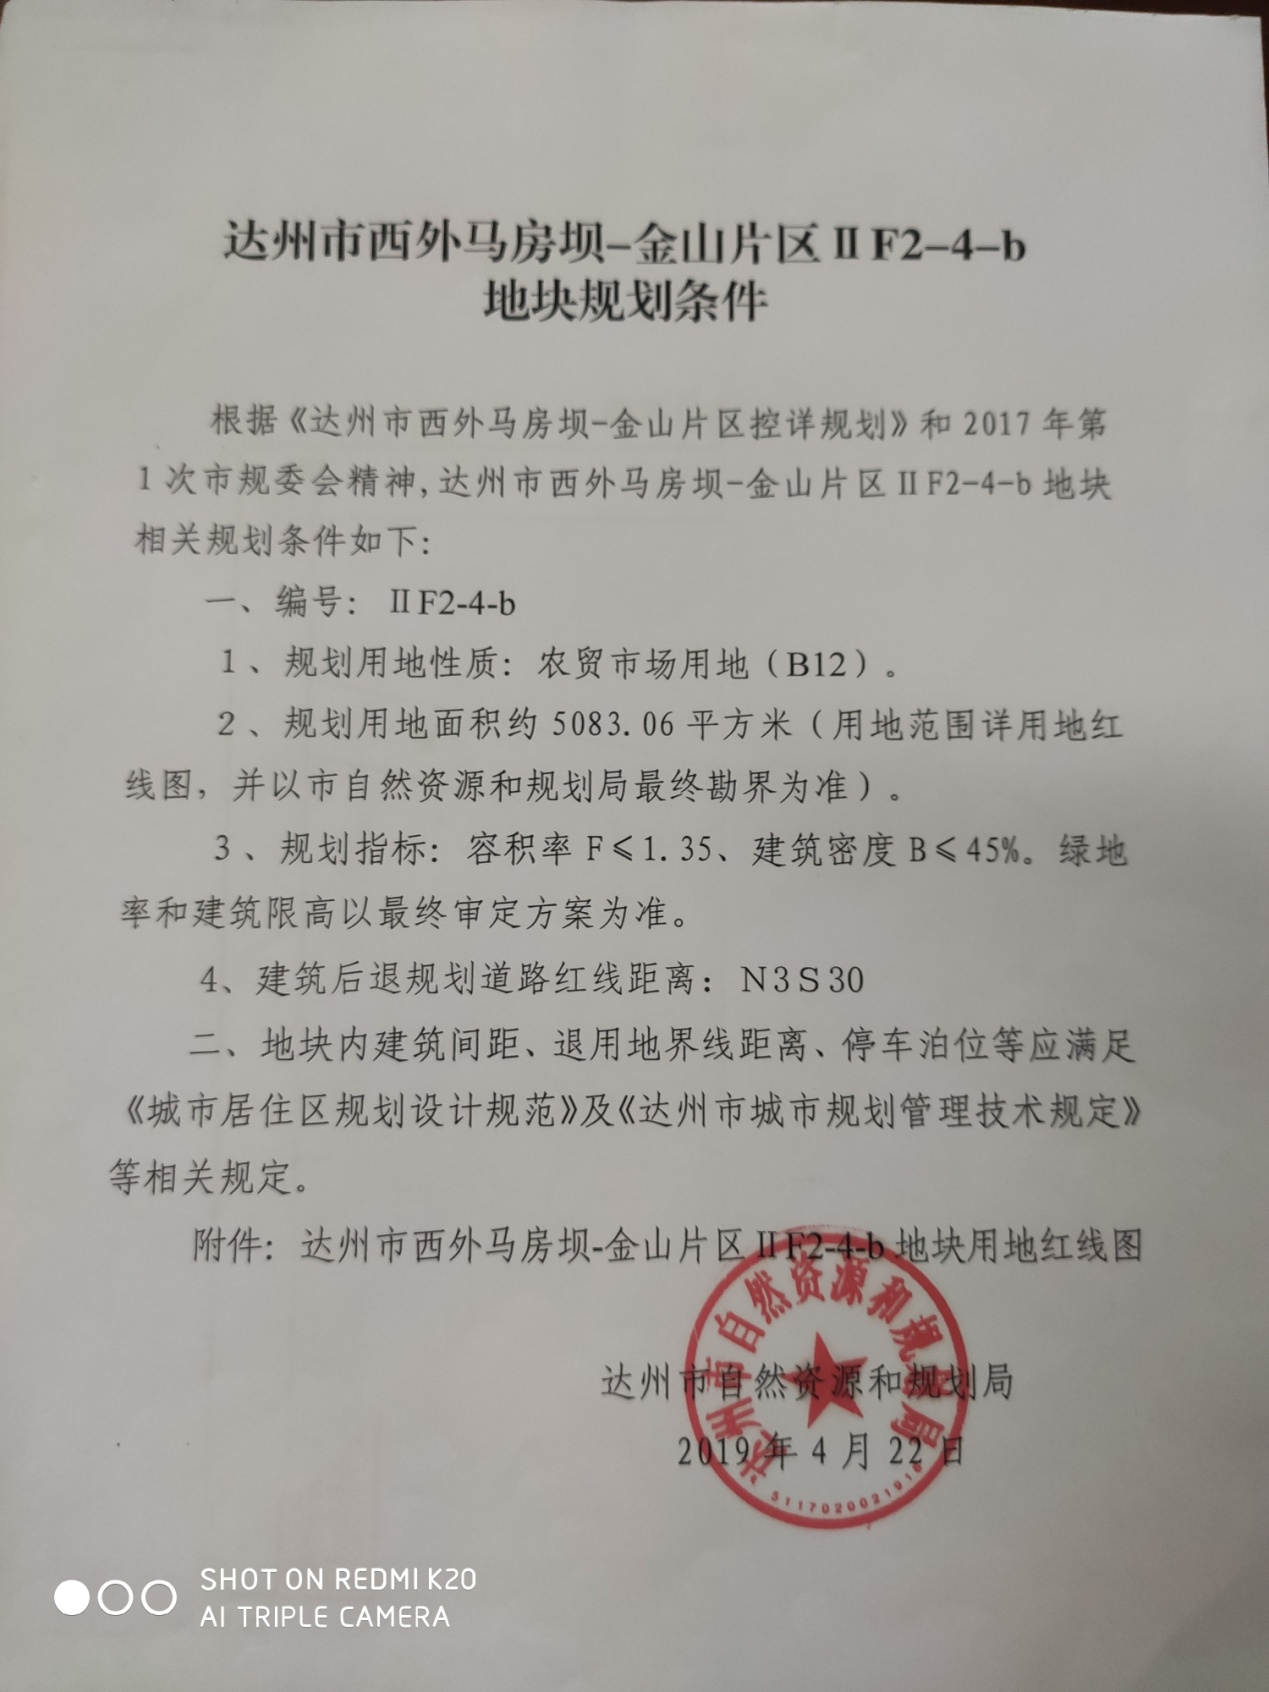 达州市西外马房坝-金山片区ⅡF2-4-b
地块规划条件
根据《达州市西外马房坝-金山片区控详规划》和2017年第
1次市规委会精神,达州市西外马房坝-金山片区ⅡF2-4-b地块
相关规划条件如下:
一、编号: ⅡF2-4-b
1、规划用地性质: 农贸市场用地（B12）。
2、规划用地面积约5083.06平方米（用地范围详用地红
线图，并以市自然资源和规划局最终勘界为准）。
3、规划指标: 容积率F≤1.35、建筑密度B≤45%。绿地
率和建筑限高以最终审定方案为准。
4、建筑后退规划道路红线距离: N3S30
二、地块内建筑间距、退用地界线距离、停车泊位等应满足
《城市居住区规划设计规范》及《达州市城市规划管理技术规定》
等相关规定。
附件: 达州市西外马房坝-金山片区ⅡF2-4-b地块用地红线图
达州市自然资源和规划局
达州市自然资源和规划局
2019年4月22日
SHOT ON REDMI K20
AI TRIPLE CAMERA